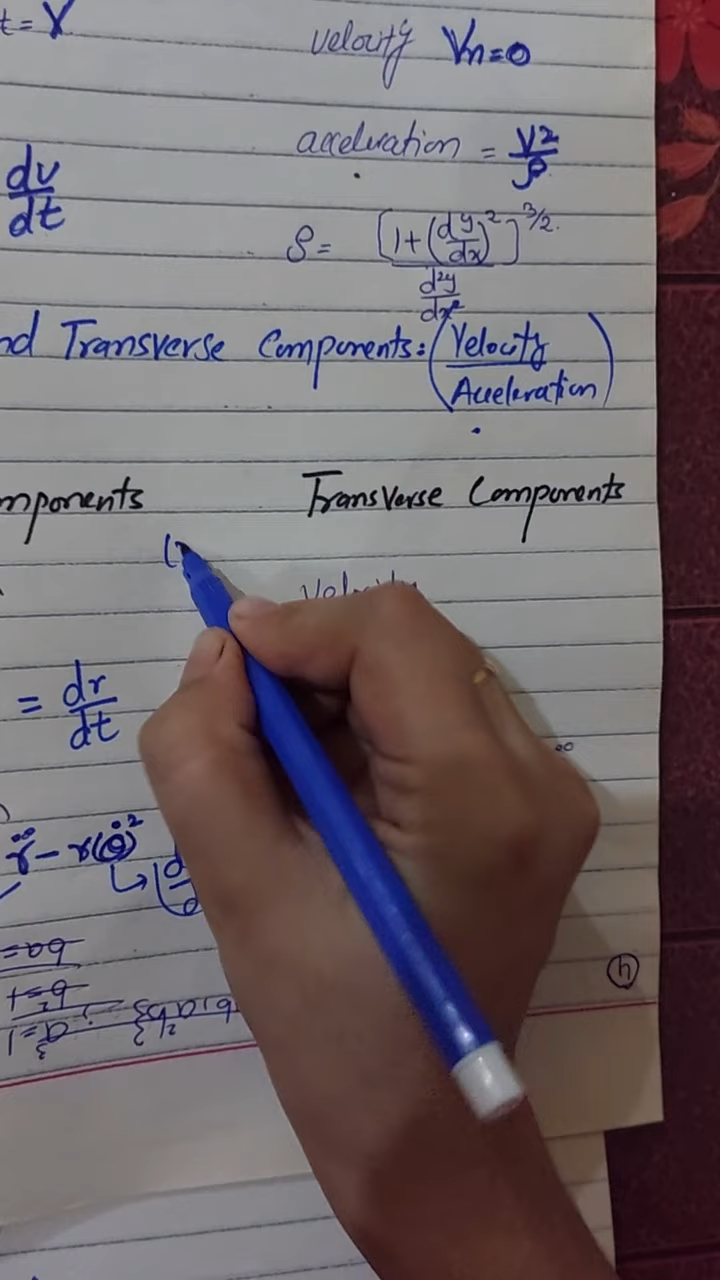 t = V
velocity Vn = 0
acceleration = V²/ρ
dv/dt
ρ = [1 + (dy/dx)²]^3/2 / d²y/dx²
nd Transverse Components: (Velocity / Acceleration)
mponents Transverse Components
Velocity
= dr/dt
r̈ - r(θ̇)²
h